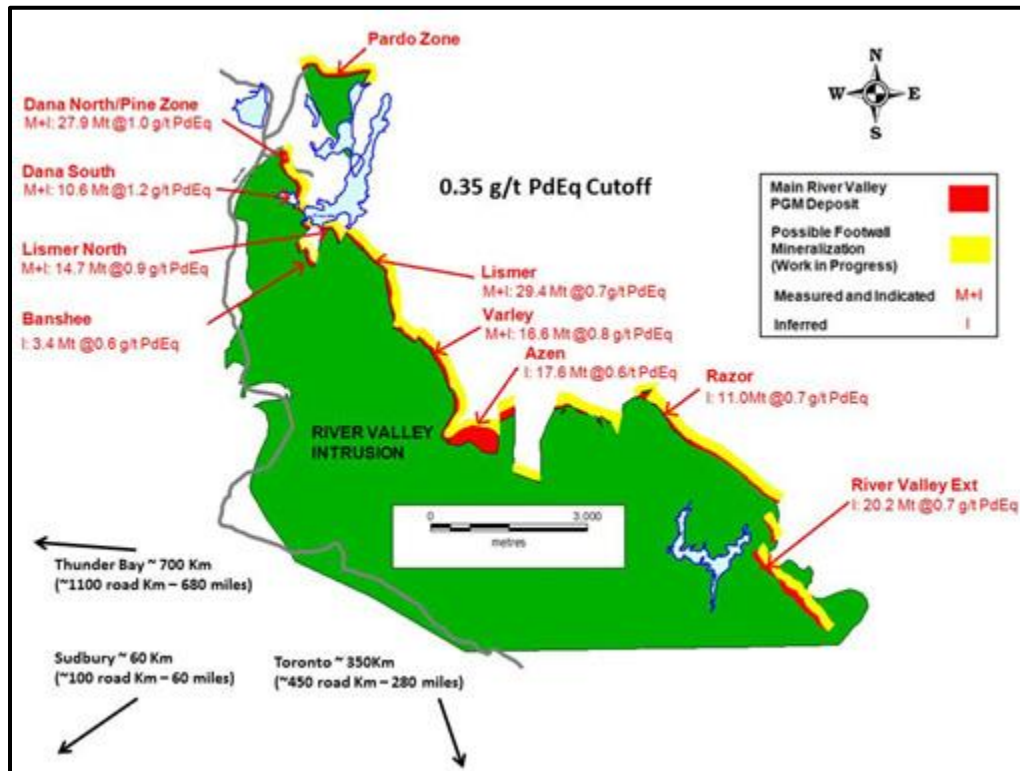 Pardo Zone
N
W E
S
Dana North/Pine Zone
M+I: 27.9 Mt @1.0 g/t PdEq
Dana South
M+I: 10.6 Mt @1.2 g/t PdEq
0.35 g/t PdEq Cutoff
Main River Valley
PGM Deposit
Possible Footwall
Mineralization
(Work in Progress)
Measured and Indicated M+I
Inferred I
Lismer North
M+I: 14.7 Mt @0.9 g/t PdEq
Lismer
M+I: 29.4 Mt @0.7g/t PdEq
Banshee
I: 3.4 Mt @0.6 g/t PdEq
Varley
M+I: 16.6 Mt @0.8 g/t PdEq
Azen
I: 17.6 Mt @0.6/t PdEq
Razor
I: 11.0Mt @0.7 g/t PdEq
RIVER VALLEY
INTRUSION
River Valley Ext
I: 20.2 Mt @0.7 g/t PdEq
0 3,000
metres
Thunder Bay ~ 700 Km
(~1100 road Km – 680 miles)
Sudbury ~ 60 Km
(~100 road Km – 60 miles)
Toronto ~ 350Km
(~450 road Km – 280 miles)